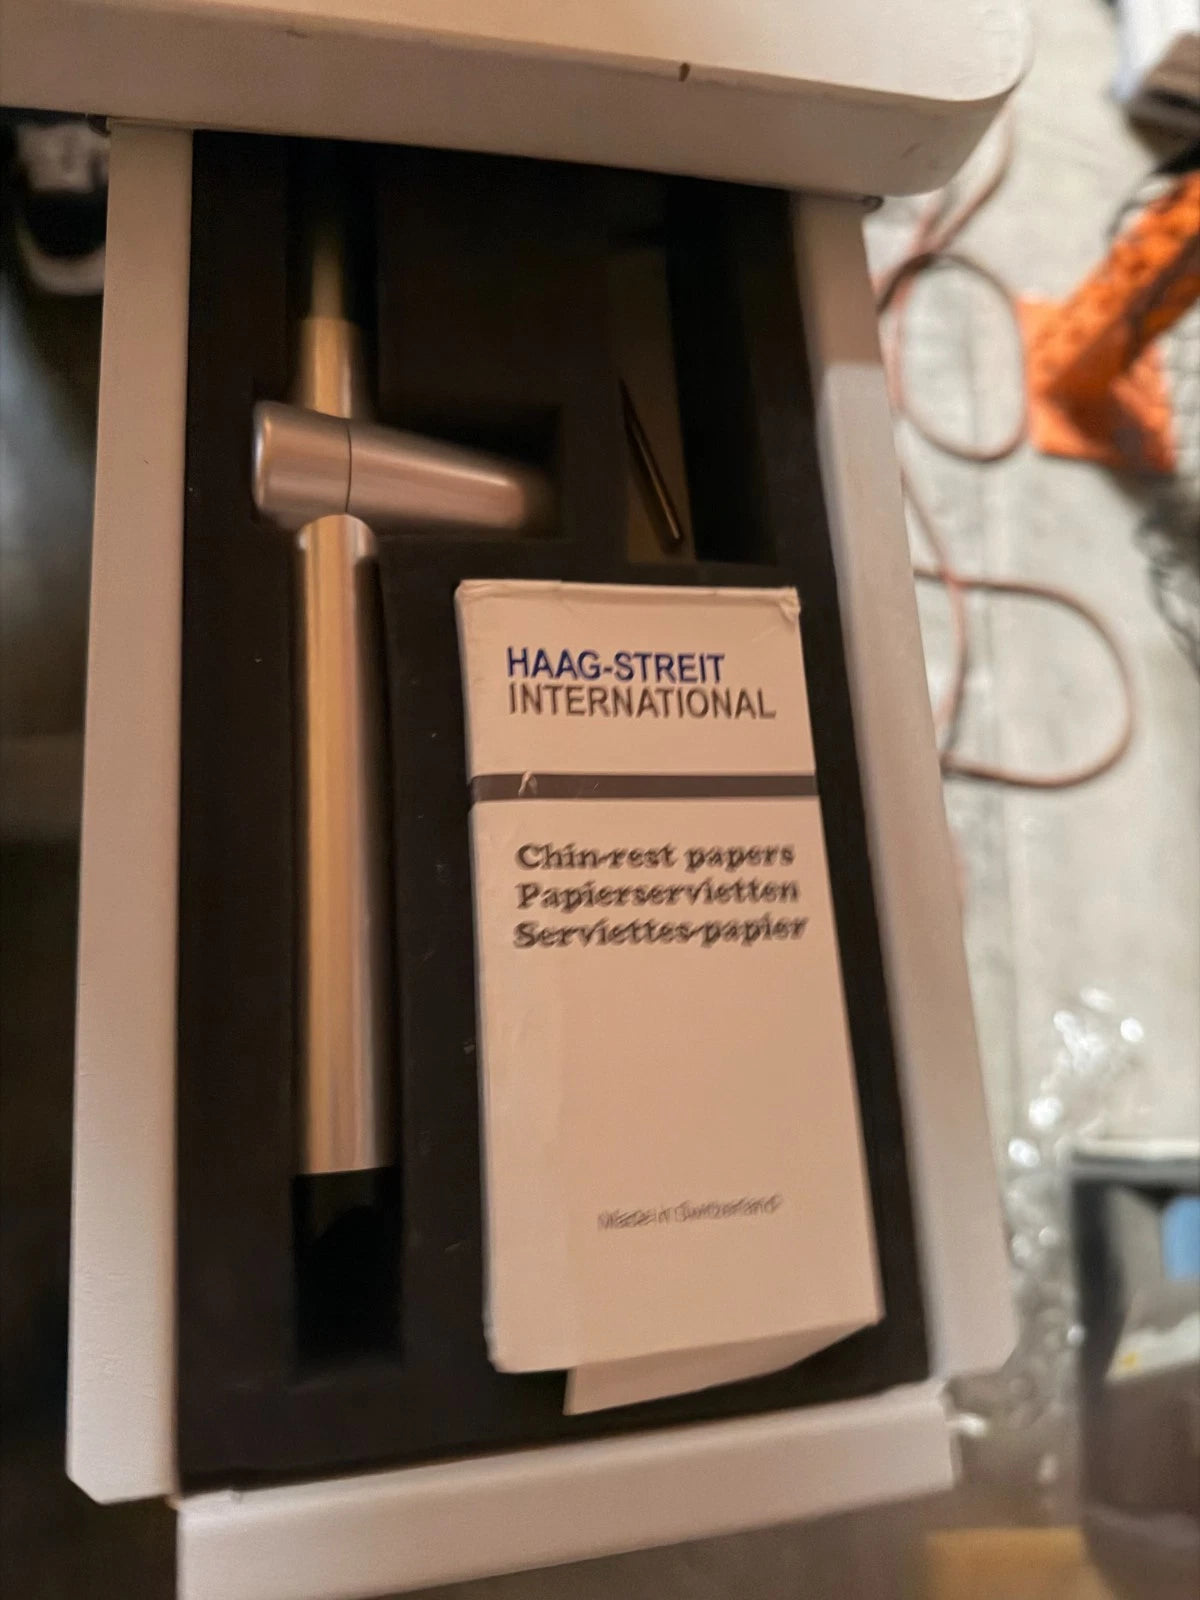 HAAG-STREIT
INTERNATIONAL
Chin-rest papers
Papierservietten
Serviettes-papier
Made in Switzerland